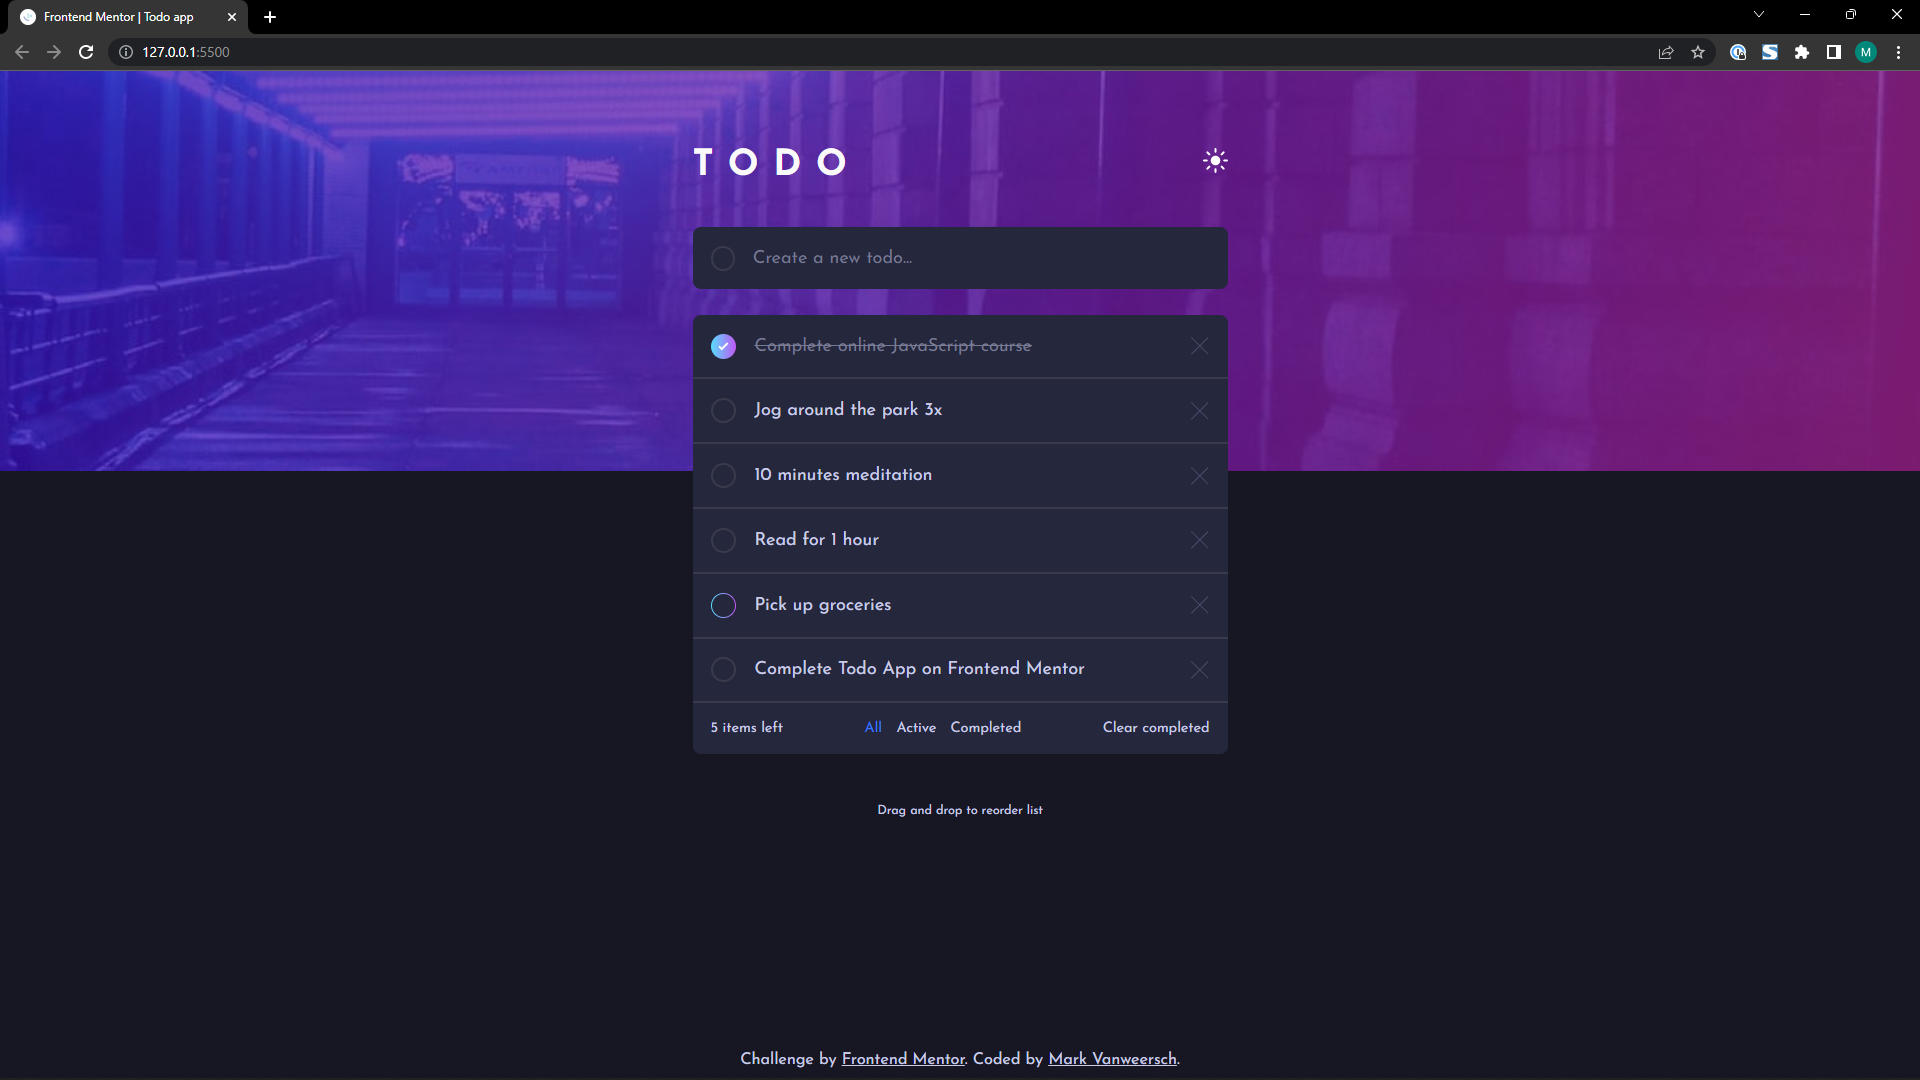 Frontend Mentor | Todo app
127.0.0.1:5500
M
TODO
Create a new todo...
Complete online JavaScript course
Jog around the park 3x
10 minutes meditation
Read for 1 hour
Pick up groceries
Complete Todo App on Frontend Mentor
5 items left All Active Completed Clear completed
Drag and drop to reorder list
Challenge by Frontend Mentor. Coded by Mark Vanweersch.